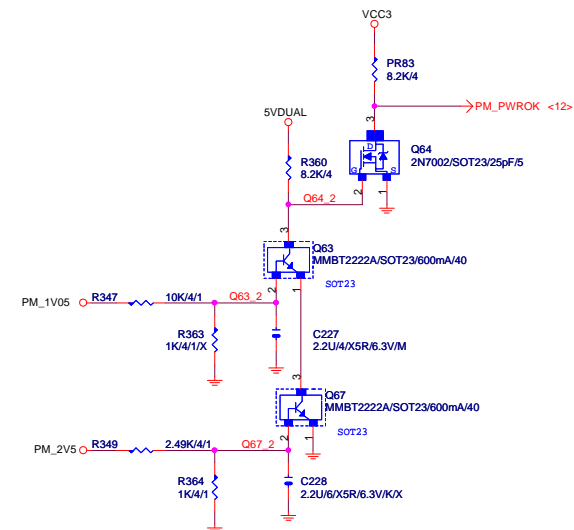 VCC3
PR83
8.2K/4
PM_PWROK <12>
5VDUAL
3
D
Q64
2N7002/SOT23/25pF/5
R360
8.2K/4
G
S
2
1
Q64_2
3
Q63
MMBT2222A/SOT23/600mA/40
2
1
SOT23
PM_1V05
R347
10K/4/1
Q63_2
R363
1K/4/1/X
C227
2.2U/4/X5R/6.3V/M
3
Q67
MMBT2222A/SOT23/600mA/40
2
1
SOT23
PM_2V5
R349
2.49K/4/1
Q67_2
R364
1K/4/1
C228
2.2U/6/X5R/6.3V/K/X